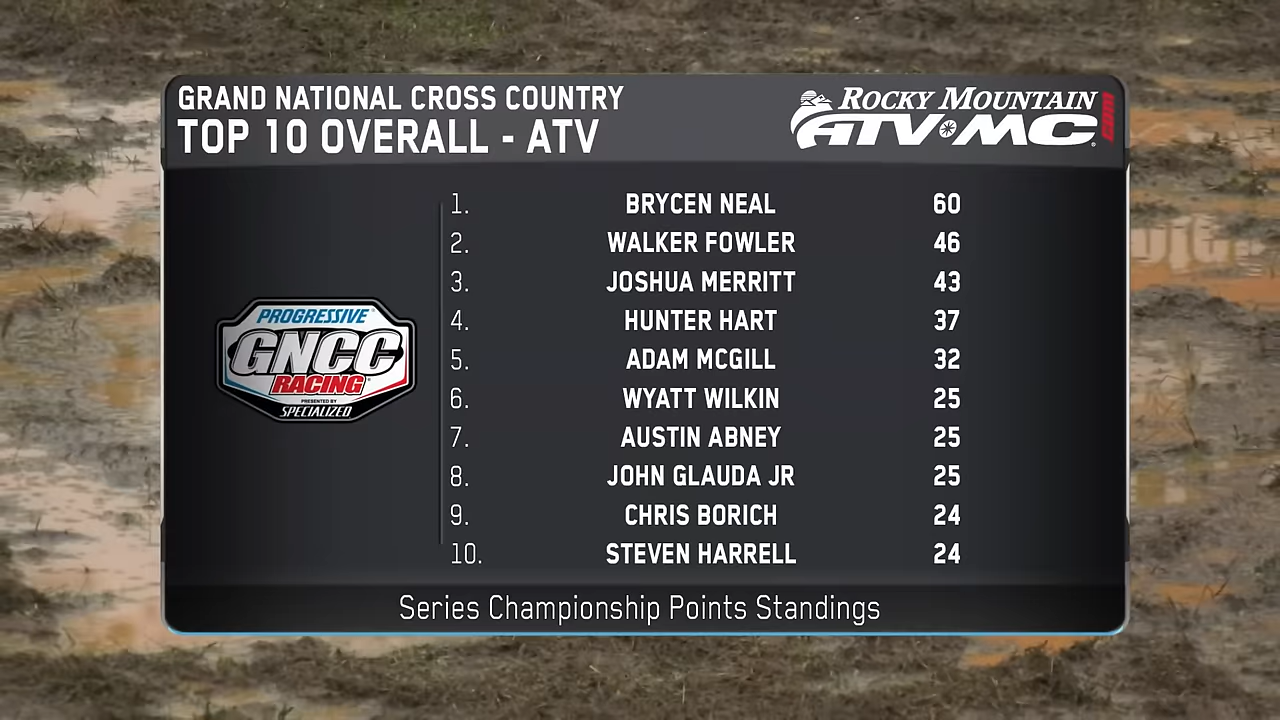 GRAND NATIONAL CROSS COUNTRY
TOP 10 OVERALL - ATV
ROCKY MOUNTAIN
ATV MC .COM
1. BRYCEN NEAL 60
2. WALKER FOWLER 46
3. JOSHUA MERRITT 43
4. HUNTER HART 37
5. ADAM MCGILL 32
6. WYATT WILKIN 25
7. AUSTIN ABNEY 25
8. JOHN GLAUDA JR 25
9. CHRIS BORICH 24
10. STEVEN HARRELL 24
PROGRESSIVE
GNCC
RACING
PRESENTED BY
SPECIALIZED
Series Championship Points Standings